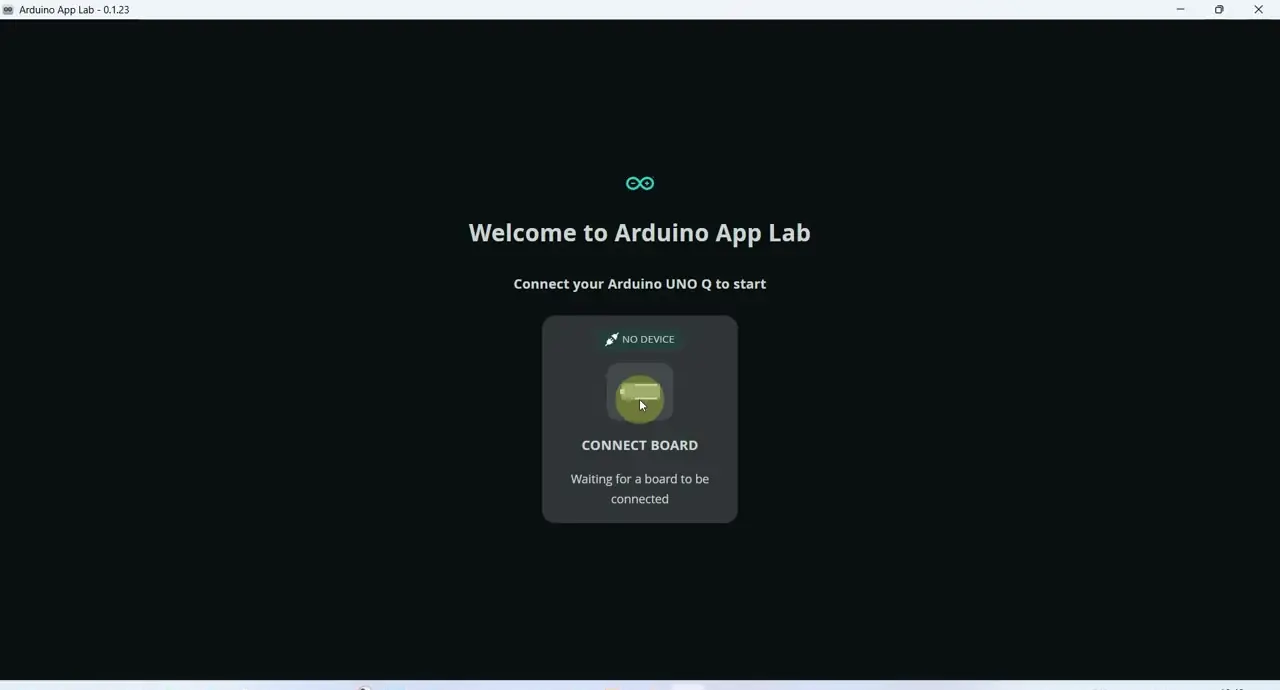 Arduino App Lab - 0.1.23
Welcome to Arduino App Lab
Connect your Arduino UNO Q to start
NO DEVICE
CONNECT BOARD
Waiting for a board to be
connected